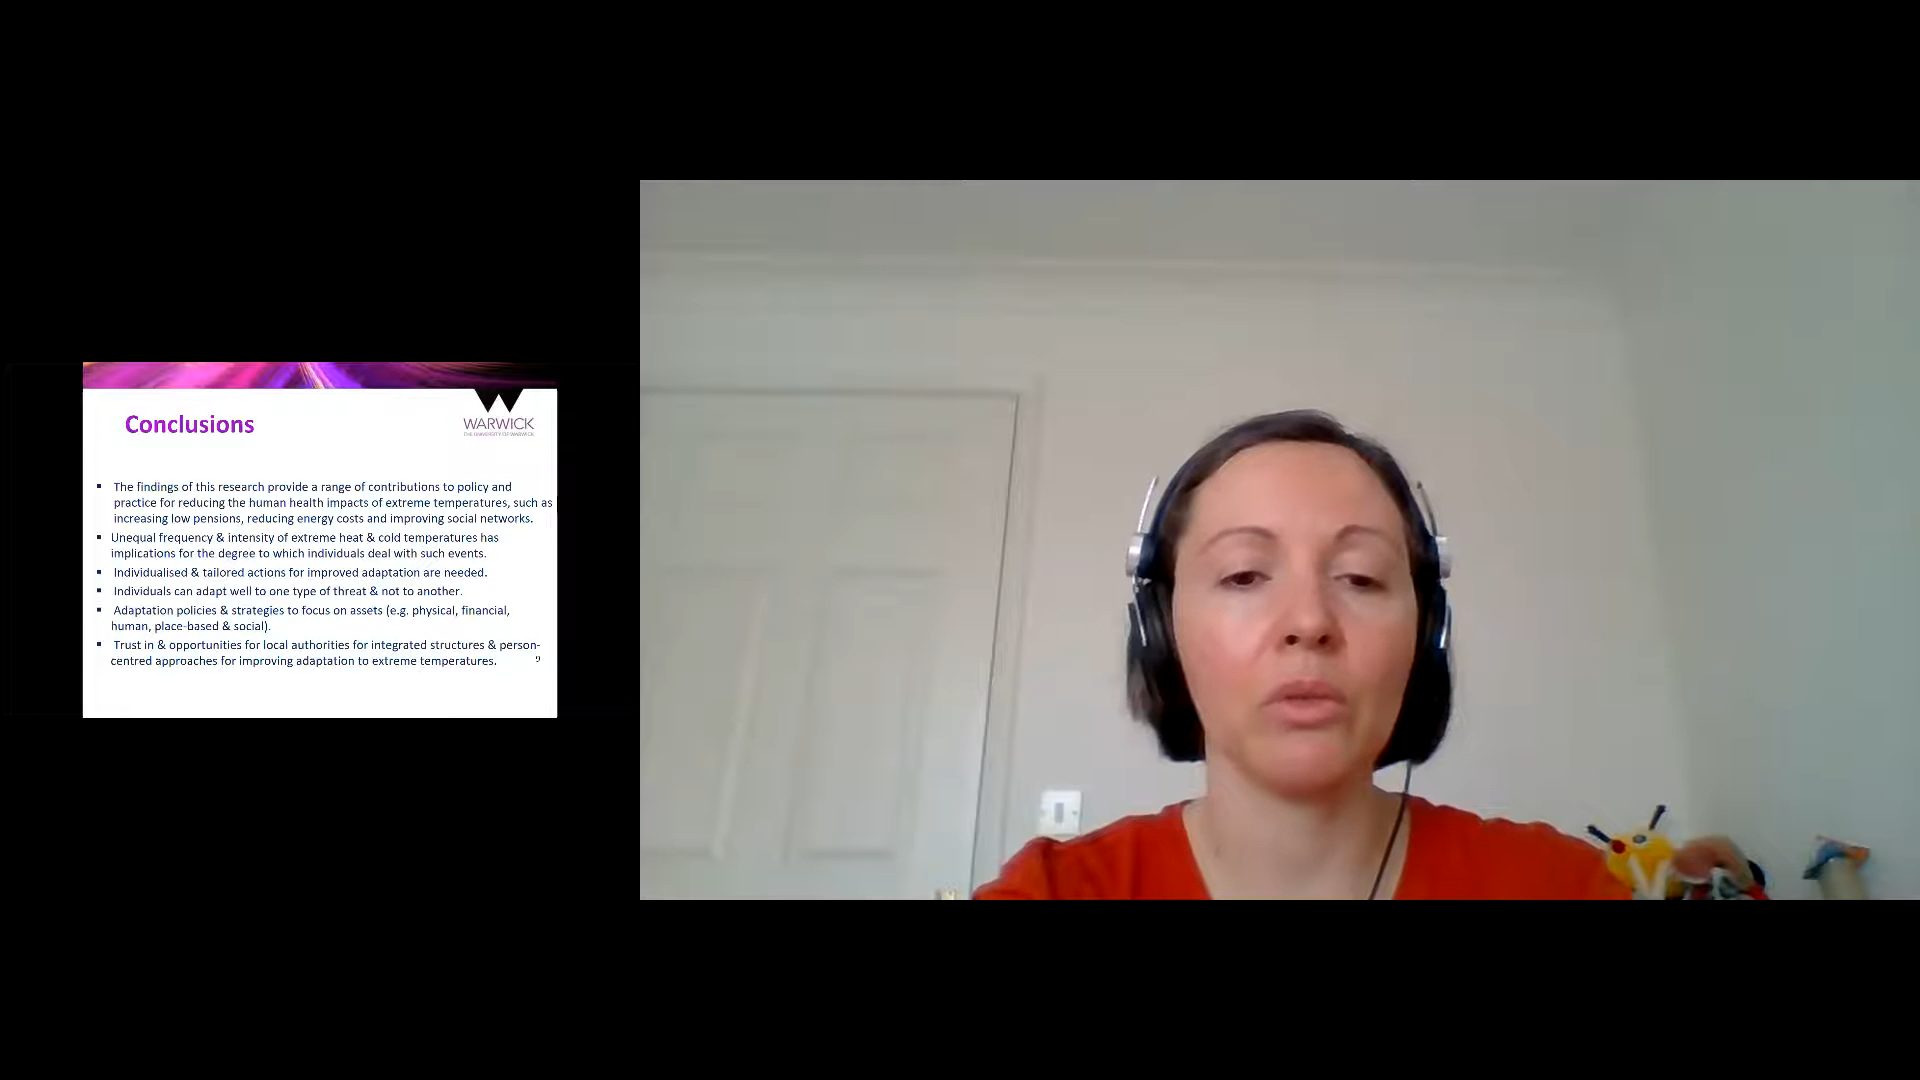 Conclusions
WARWICK
THE UNIVERSITY OF WARWICK
▪ The findings of this research provide a range of contributions to policy and
practice for reducing the human health impacts of extreme temperatures, such as
increasing low pensions, reducing energy costs and improving social networks.
▪ Unequal frequency & intensity of extreme heat & cold temperatures has
implications for the degree to which individuals deal with such events.
▪ Individualised & tailored actions for improved adaptation are needed.
▪ Individuals can adapt well to one type of threat & not to another.
▪ Adaptation policies & strategies to focus on assets (e.g. physical, financial,
human, place-based & social).
▪ Trust in & opportunities for local authorities for integrated structures & person-
centred approaches for improving adaptation to extreme temperatures.
9